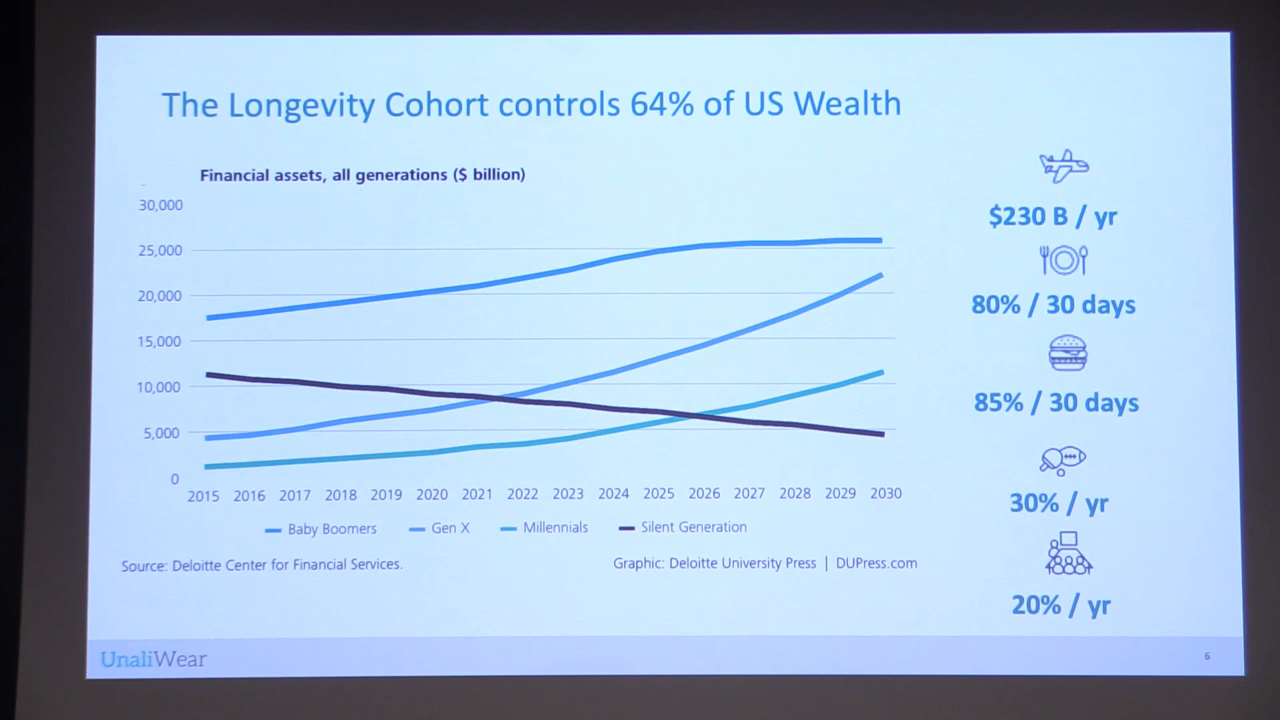 The Longevity Cohort controls 64% of US Wealth
Financial assets, all generations ($ billion)
30,000
25,000
20,000
15,000
10,000
5,000
0
2015 2016 2017 2018 2019 2020 2021 2022 2023 2024 2025 2026 2027 2028 2029 2030
Baby Boomers Gen X Millennials Silent Generation
Source: Deloitte Center for Financial Services. Graphic: Deloitte University Press | DUPress.com
$230 B / yr
80% / 30 days
85% / 30 days
30% / yr
20% / yr
UnaliWear
6